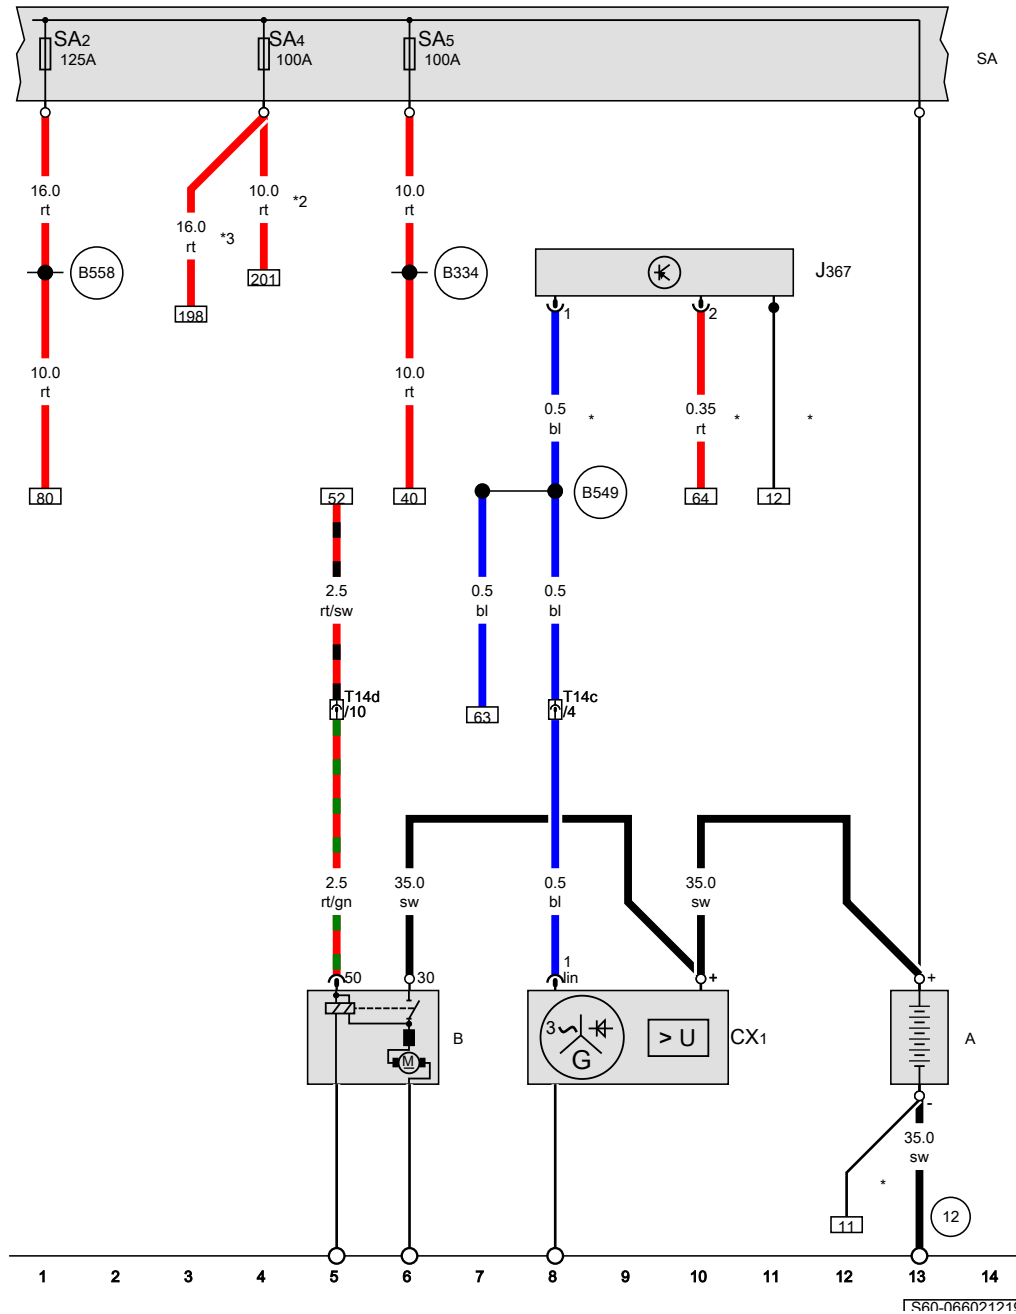 SA2
125A
SA4
100A
SA5
100A
SA
16.0
rt
10.0
rt
*2
10.0
rt
16.0
rt
*3
B558
201
B334
J367
198
1
2
10.0
rt
10.0
rt
0.5
bl
*
0.35
rt
*
*
80
52
40
B549
64
12
2.5
rt/sw
0.5
bl
0.5
bl
T14d
/10
63
T14c
/4
2.5
rt/gn
35.0
sw
0.5
bl
35.0
sw
50
30
1
lin
+
+
B
M
3
G
> U
CX1
A
-
35.0
sw
*
11
12
1 2 3 4 5 6 7 8 9 10 11 12 13 14
S60-066021219